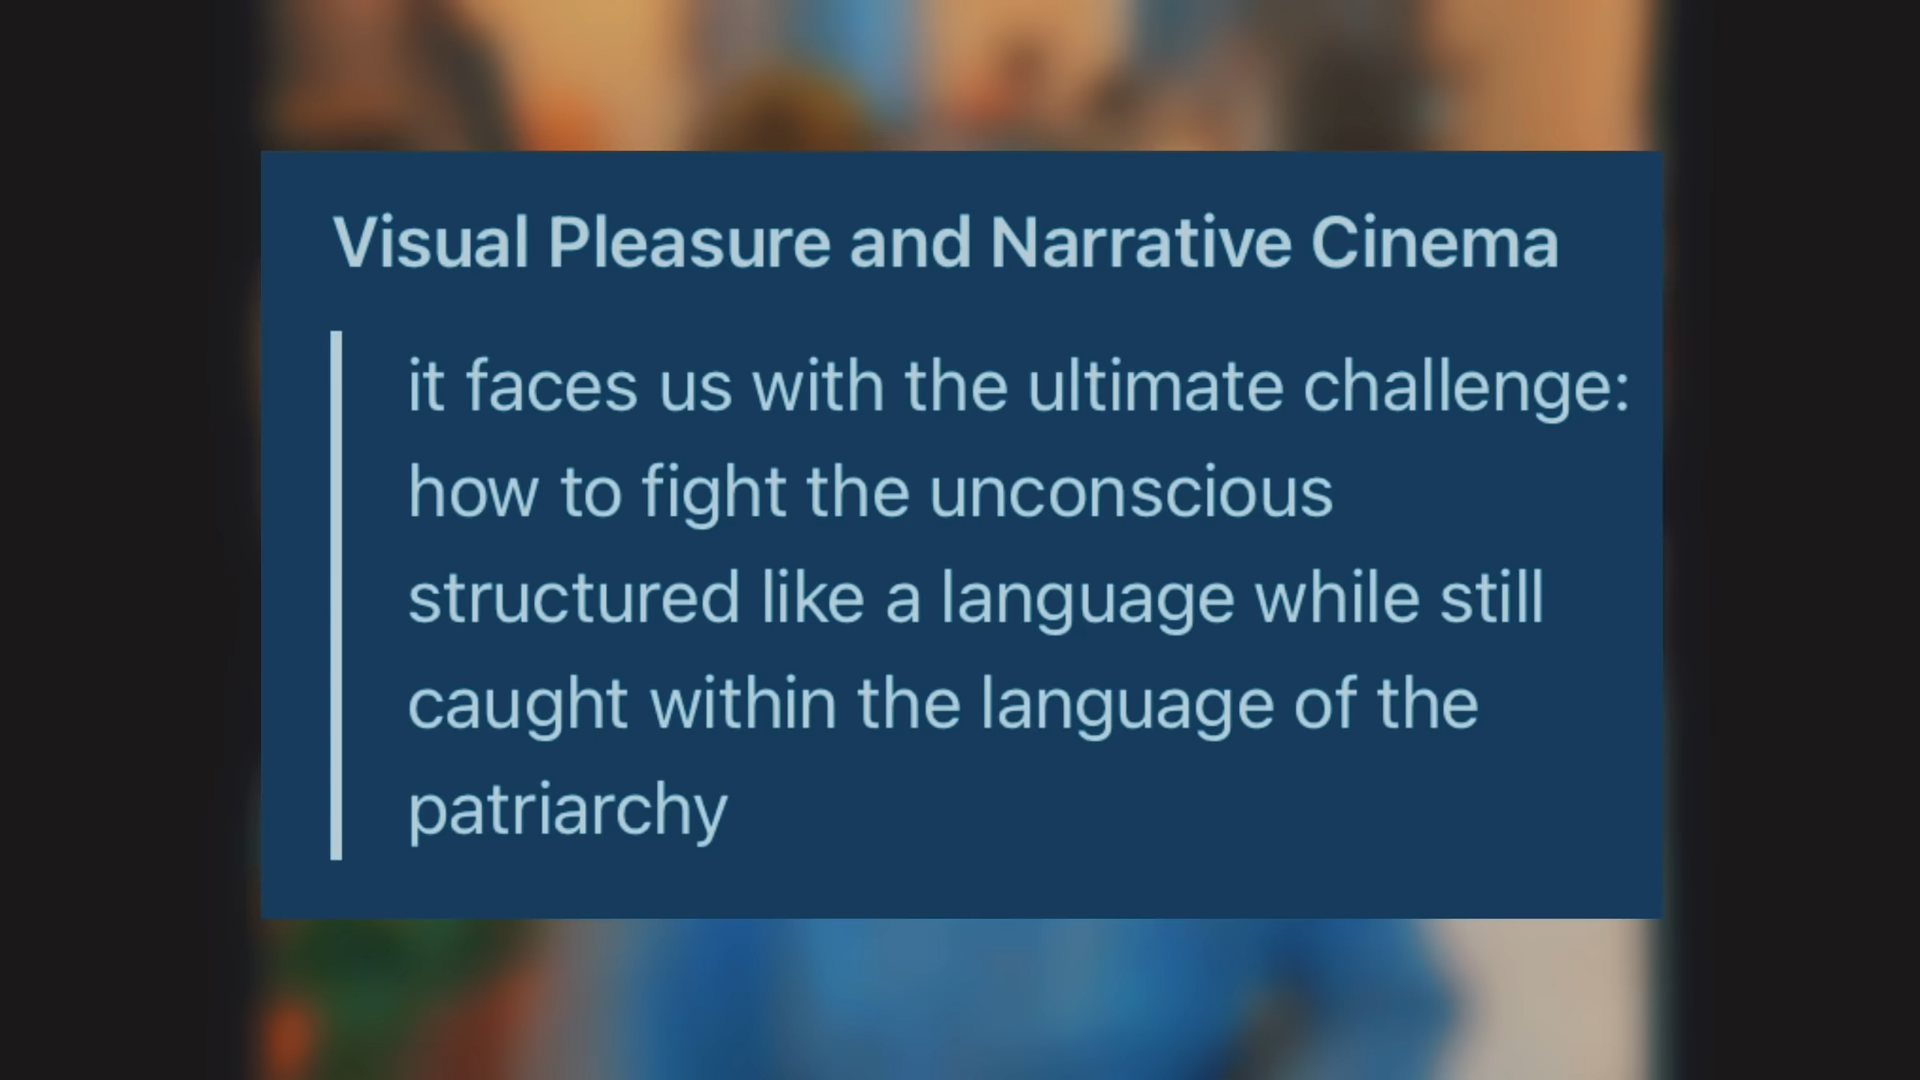 Visual Pleasure and Narrative Cinema
it faces us with the ultimate challenge:
how to fight the unconscious
structured like a language while still
caught within the language of the
patriarchy